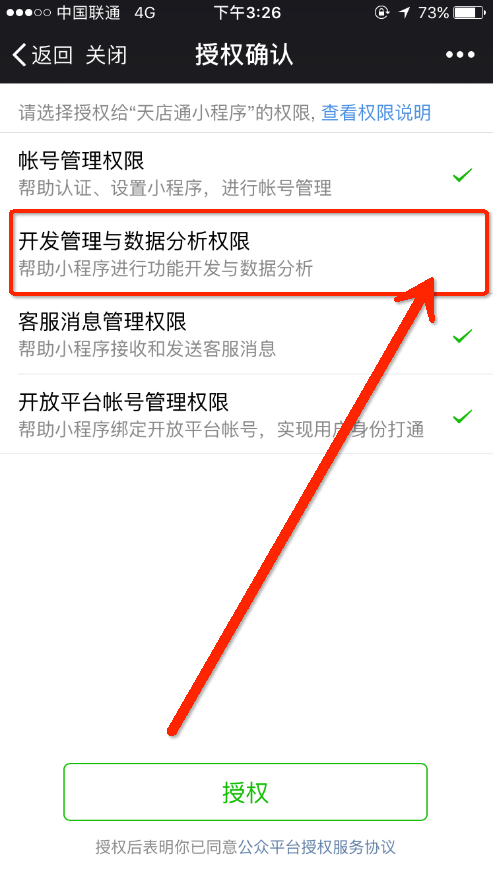 中国联通 4G 下午3:26 73%
返回 关闭 授权确认
请选择授权给“天店通小程序”的权限, 查看权限说明
帐号管理权限
帮助认证、设置小程序，进行帐号管理
开发管理与数据分析权限
帮助小程序进行功能开发与数据分析
客服消息管理权限
帮助小程序接收和发送客服消息
开放平台帐号管理权限
帮助小程序绑定开放平台帐号，实现用户身份打通
授权
授权后表明你已同意公众平台授权服务协议